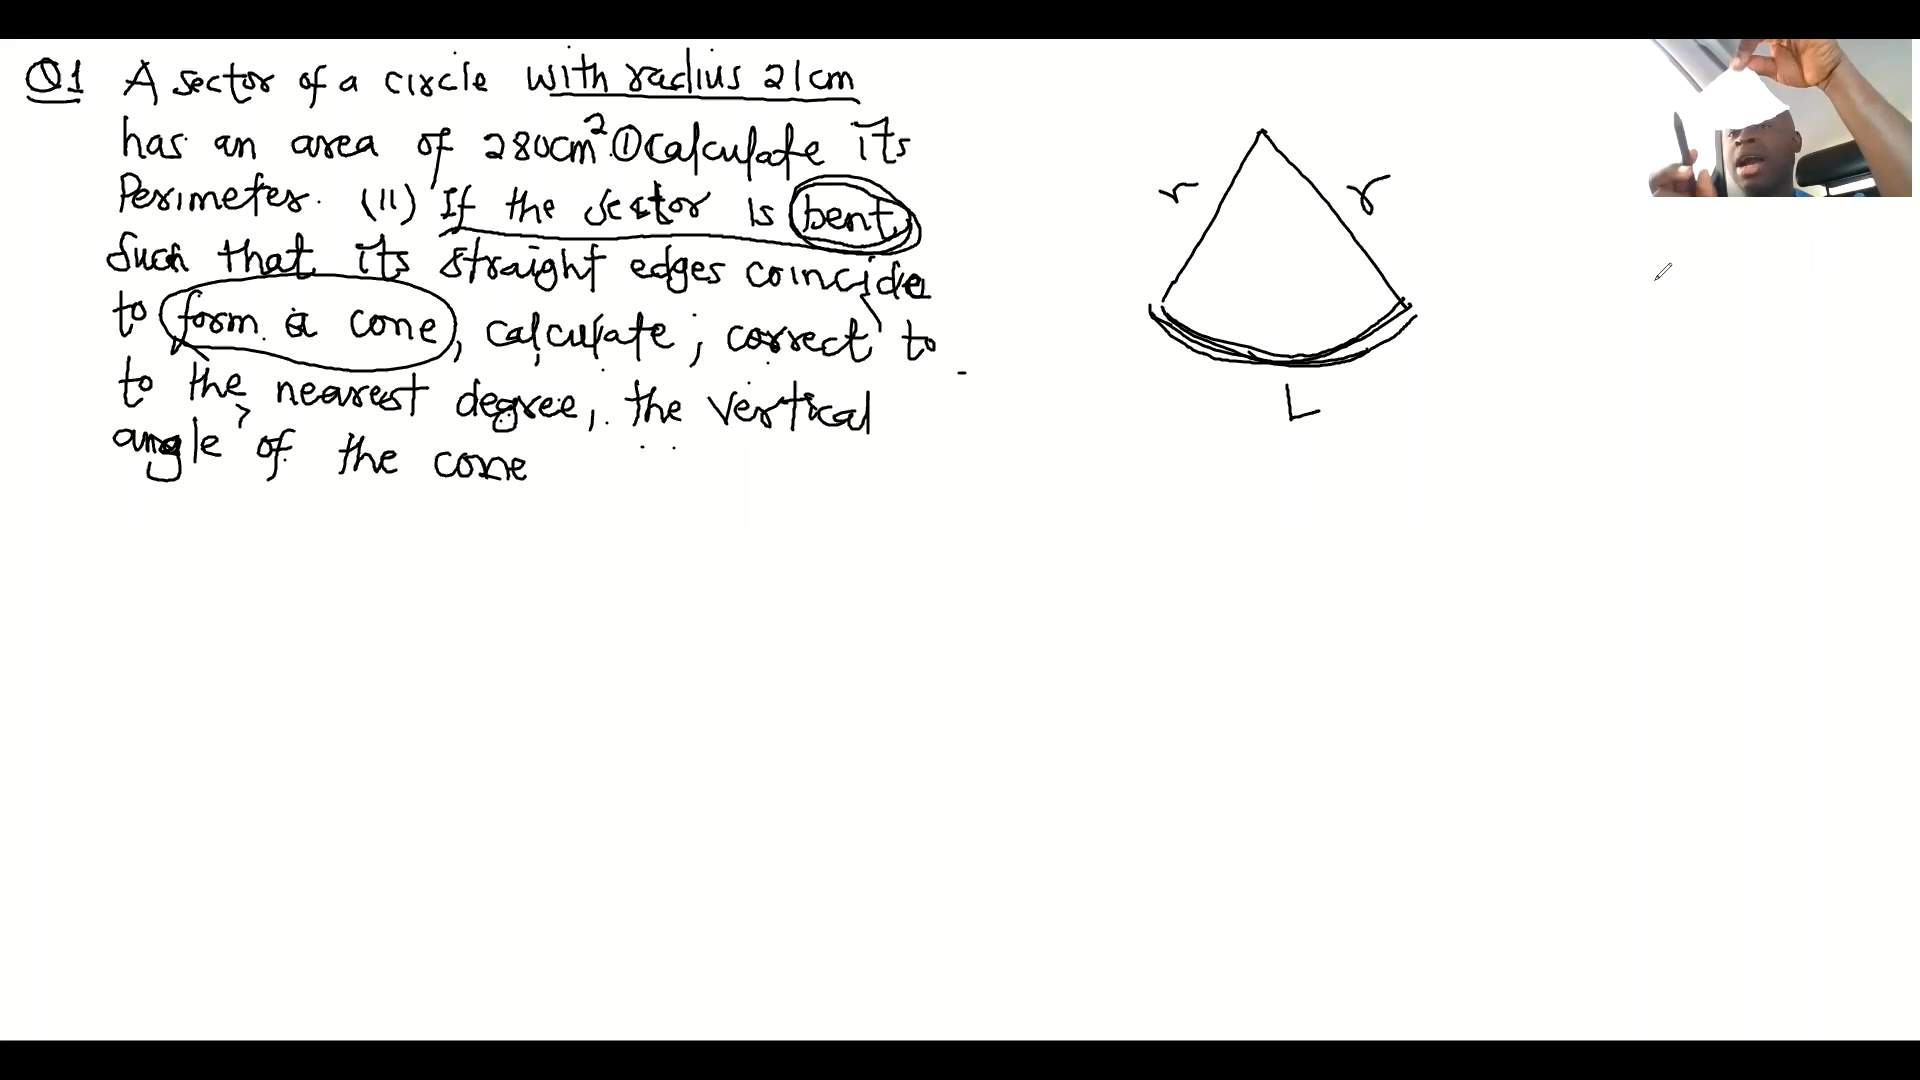 Q1 A sector of a circle with radius 21cm
has an area of 280cm² ①calculate its
Perimeter. (11) If the sector is bent,
such that its straight edges coincide
to form a cone, calculate; correct to
to the nearest degree, the vertical
angle of the cone
r r
L